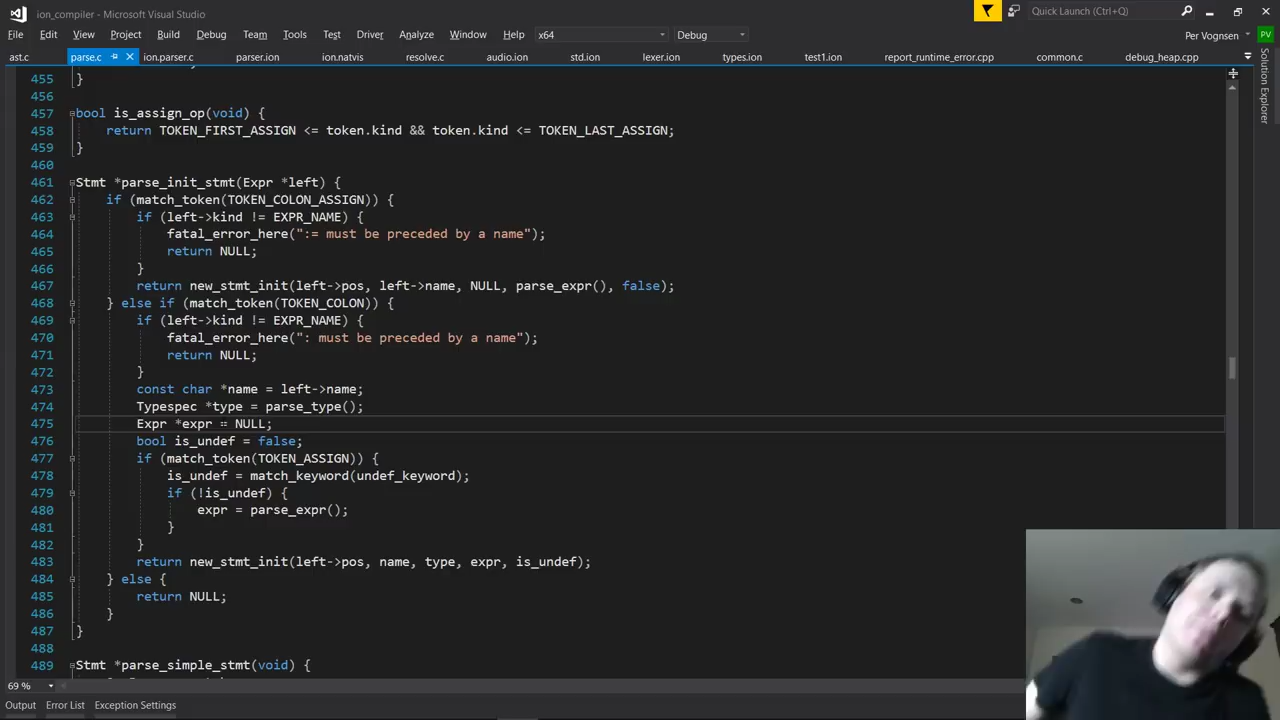 ion_compiler - Microsoft Visual Studio
Quick Launch (Ctrl+Q)
File Edit View Project Build Debug Team Tools Test Driver Analyze Window Help x64 Debug
Per Vognsen PV
ast.c parse.c ion.parser.c parser.ion ion.natvis resolve.c audio.ion std.ion lexer.ion types.ion test1.ion report_runtime_error.cpp common.c debug_heap.cpp
Solution Explorer
455 }
456
457 bool is_assign_op(void) {
458     return TOKEN_FIRST_ASSIGN <= token.kind && token.kind <= TOKEN_LAST_ASSIGN;
459 }
460
461 Stmt *parse_init_stmt(Expr *left) {
462     if (match_token(TOKEN_COLON_ASSIGN)) {
463         if (left->kind != EXPR_NAME) {
464             fatal_error_here(":= must be preceded by a name");
465             return NULL;
466         }
467         return new_stmt_init(left->pos, left->name, NULL, parse_expr(), false);
468     } else if (match_token(TOKEN_COLON)) {
469         if (left->kind != EXPR_NAME) {
470             fatal_error_here(": must be preceded by a name");
471             return NULL;
472         }
473         const char *name = left->name;
474         Typespec *type = parse_type();
475         Expr *expr = NULL;
476         bool is_undef = false;
477         if (match_token(TOKEN_ASSIGN)) {
478             is_undef = match_keyword(undef_keyword);
479             if (!is_undef) {
480                 expr = parse_expr();
481             }
482         }
483         return new_stmt_init(left->pos, name, type, expr, is_undef);
484     } else {
485         return NULL;
486     }
487 }
488
489 Stmt *parse_simple_stmt(void) {
69 %
Output Error List Exception Settings